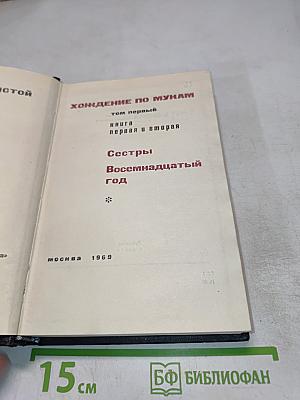 СТОЙ
ХОЖДЕНИЕ ПО МУКАМ
том первый
книга
первая и вторая
Сестры
Восемнадцатый
год
*
москва 1969
15 см
БФ БИБЛИОФАН